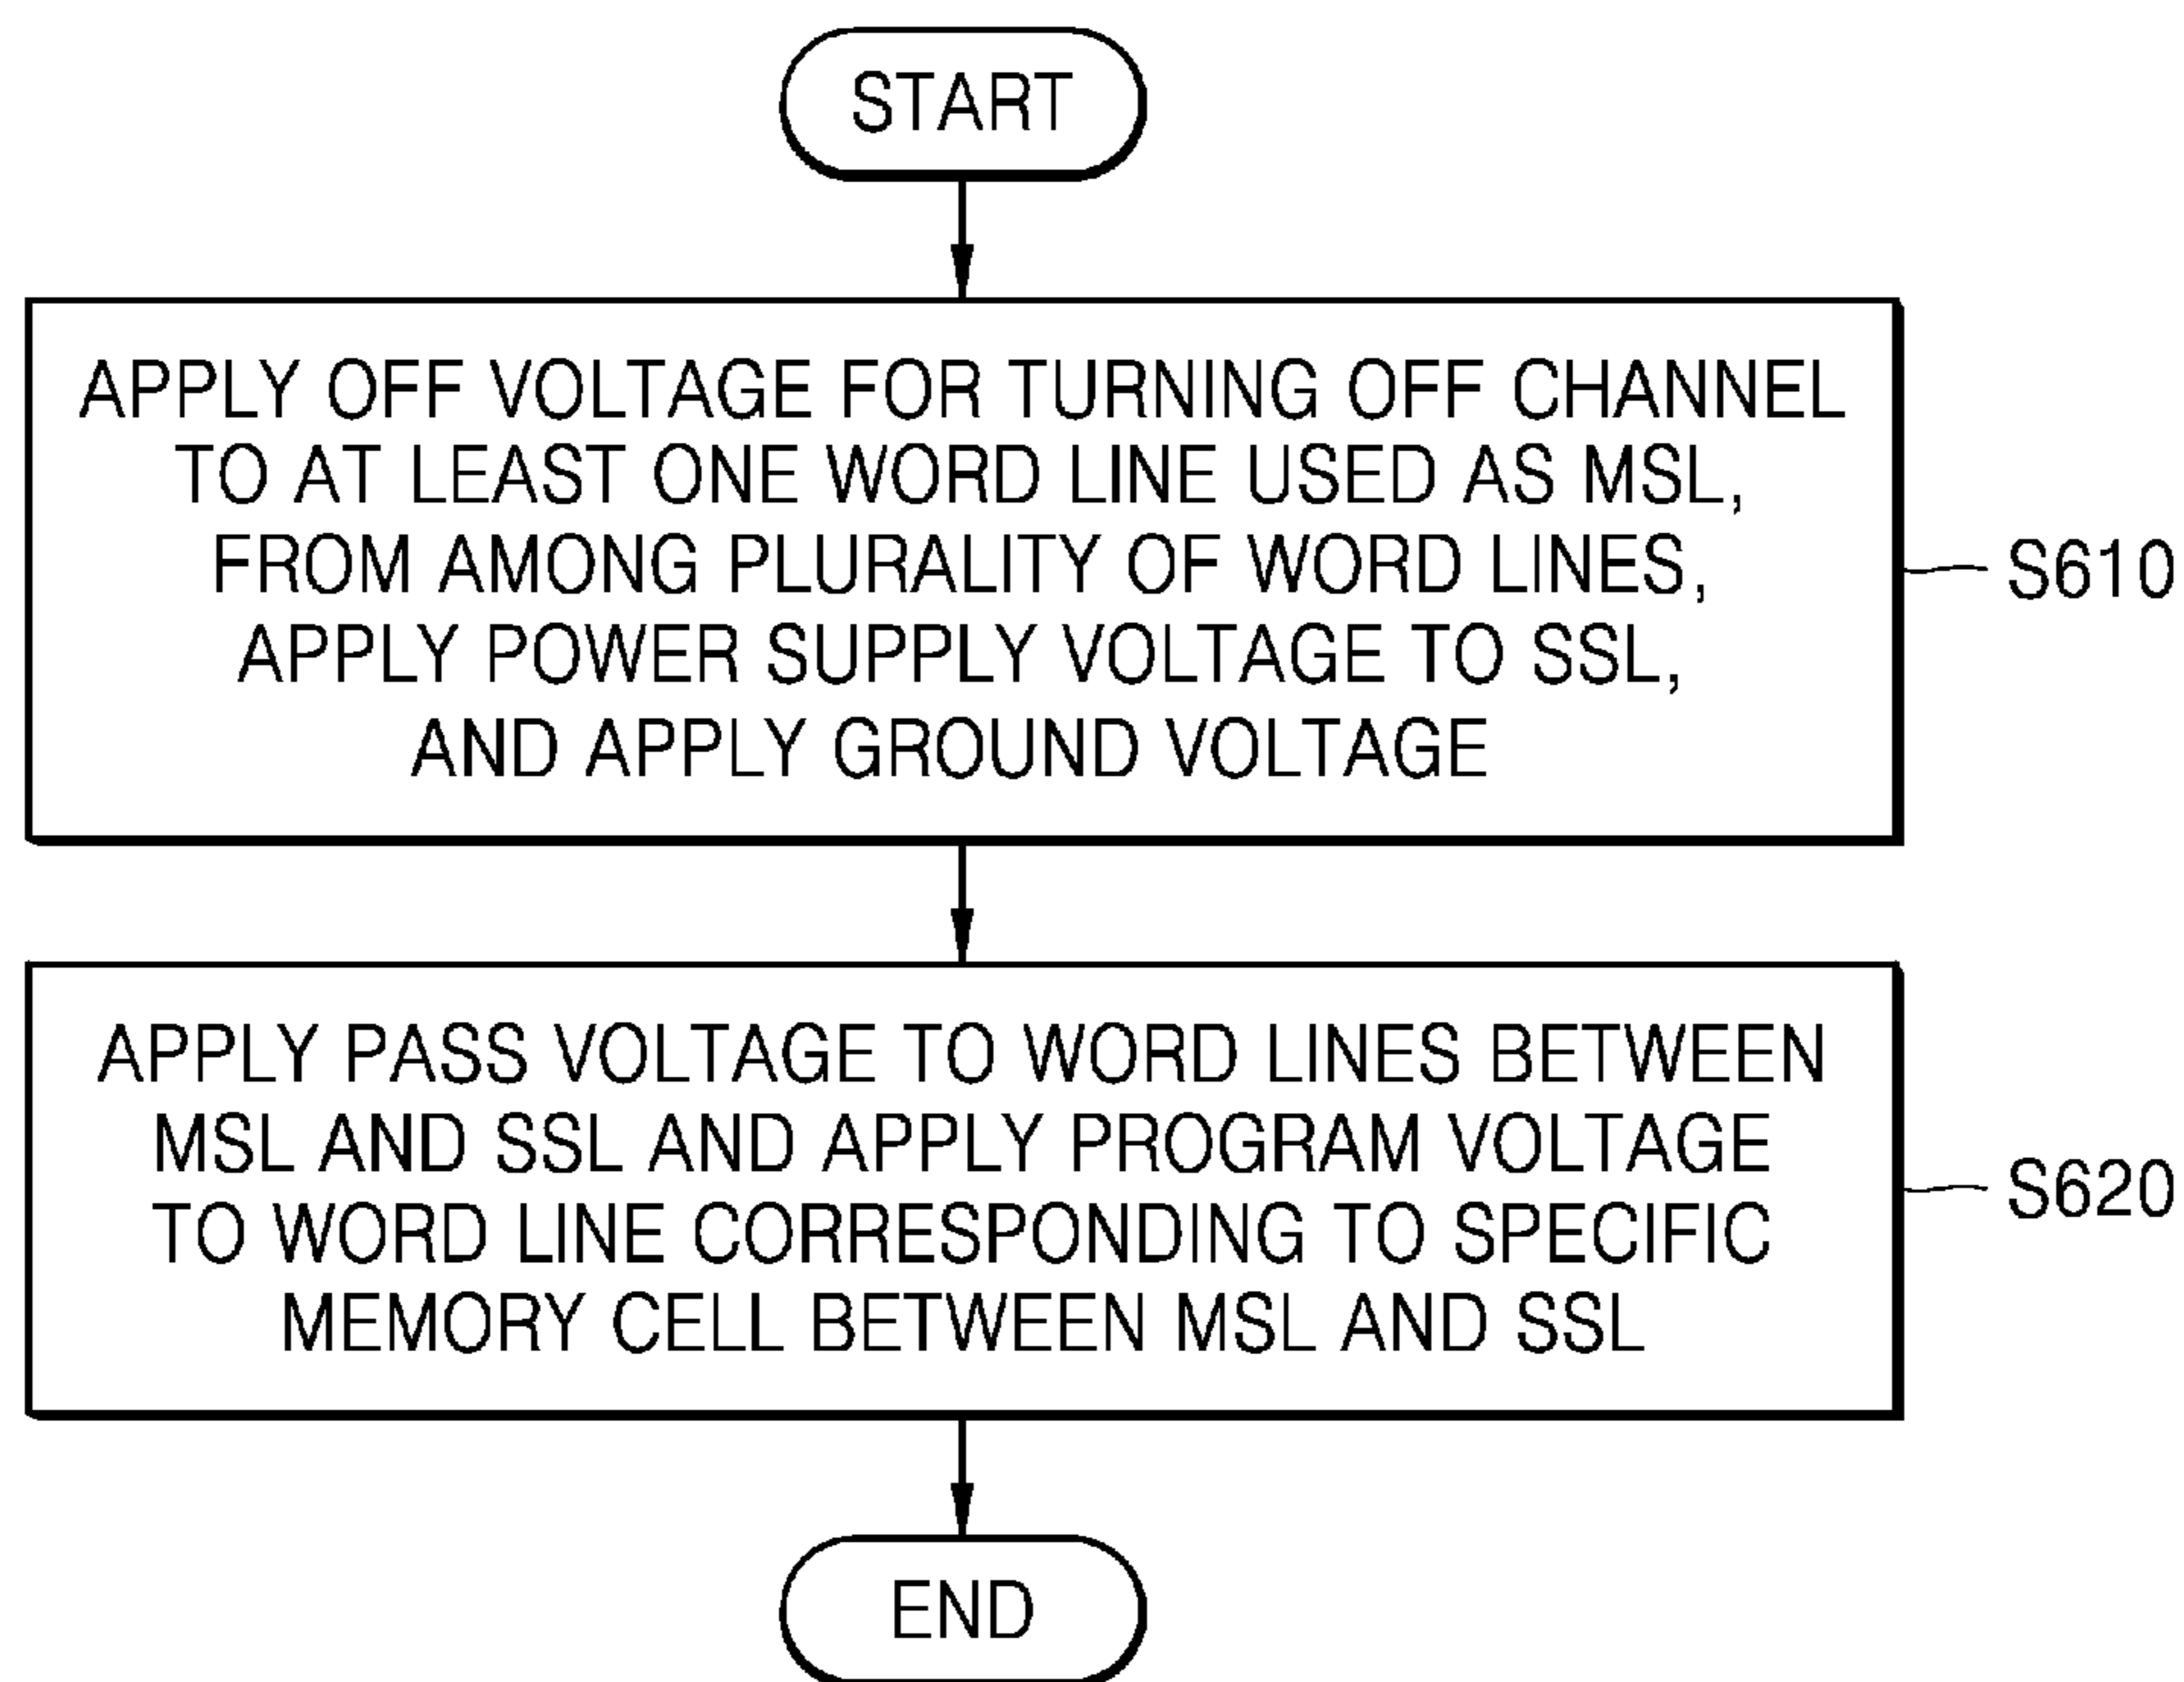 START
APPLY OFF VOLTAGE FOR TURNING OFF CHANNEL
TO AT LEAST ONE WORD LINE USED AS MSL,
FROM AMONG PLURALITY OF WORD LINES,
APPLY POWER SUPPLY VOLTAGE TO SSL,
AND APPLY GROUND VOLTAGE
S610
APPLY PASS VOLTAGE TO WORD LINES BETWEEN
MSL AND SSL AND APPLY PROGRAM VOLTAGE
TO WORD LINE CORRESPONDING TO SPECIFIC
MEMORY CELL BETWEEN MSL AND SSL
S620
END